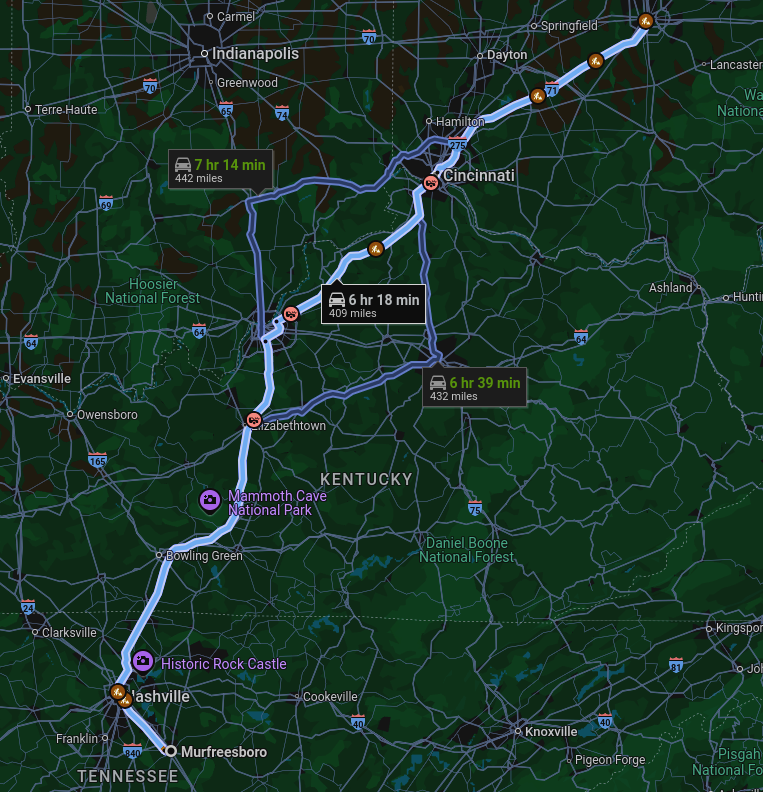 Carmel
Springfield
70
Indianapolis
Dayton
Lancaster
Greenwood
70
71
Terre Haute
65
74
Wa
Nationa
Hamilton
275
7 hr 14 min
442 miles
Cincinnati
69
Hoosier
National Forest
Ashland
Hunti
6 hr 18 min
409 miles
64
64
64
Evansville
6 hr 39 min
432 miles
Owensboro
Elizabethtown
165
KENTUCKY
Mammoth Cave
National Park
75
Daniel Boone
National Forest
Bowling Green
24
Clarksville
Kingspor
Historic Rock Castle
81
Joh
Nashville
Cookeville
40
40
Franklin
Knoxville
840
Murfreesboro
Pisgah
National Fo
Pigeon Forge
TENNESSEE